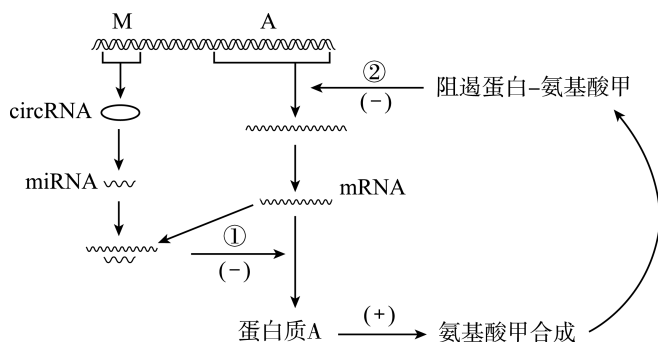 M A
②
(-)
阻遏蛋白-氨基酸甲
circRNA
miRNA
mRNA
①
(-)
蛋白质A
(+)
氨基酸甲合成